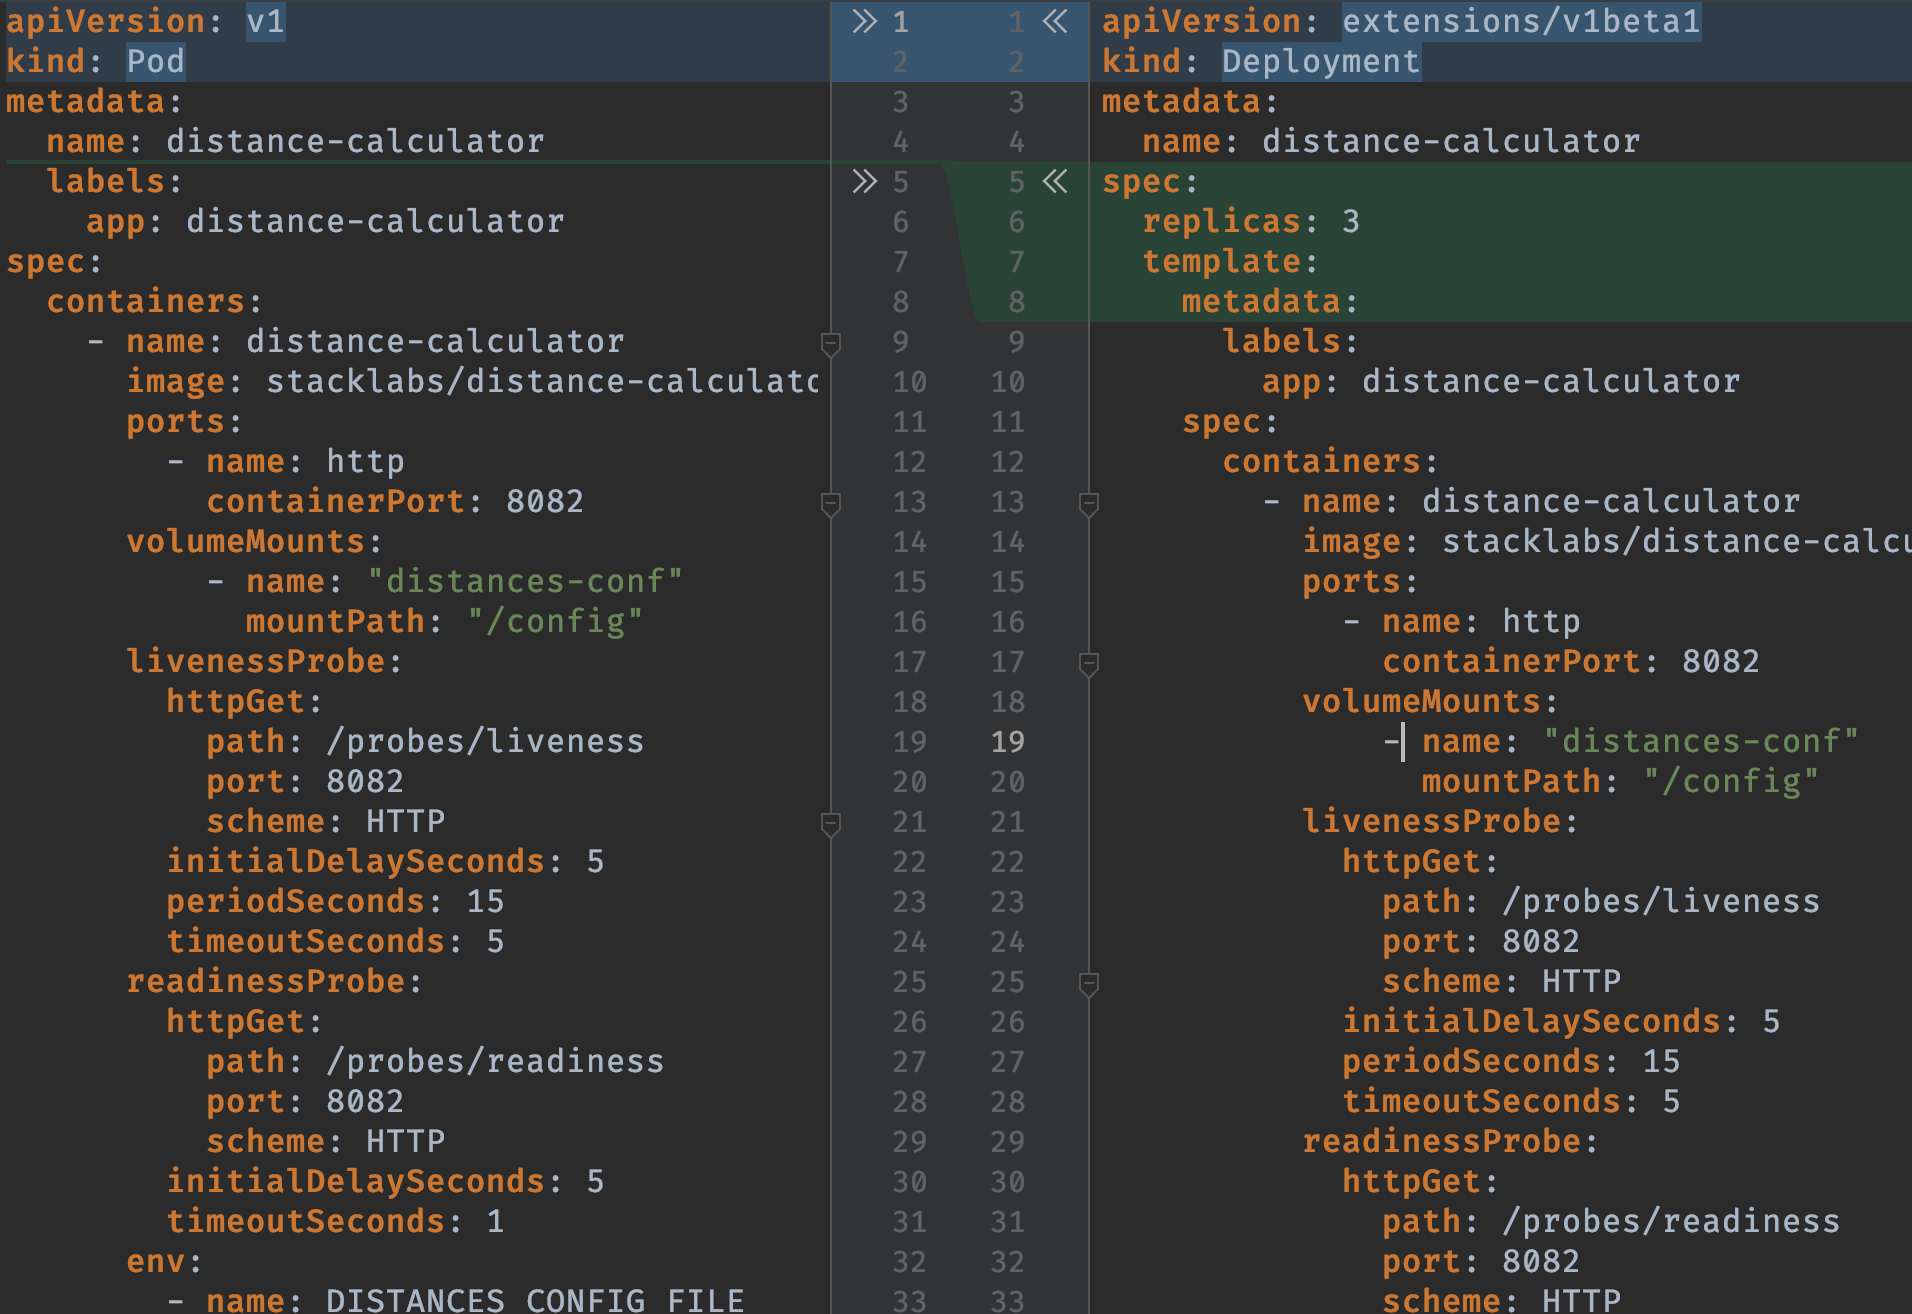 apiVersion: v1
kind: Pod
metadata:
  name: distance-calculator
  labels:
    app: distance-calculator
spec:
  containers:
    - name: distance-calculator
      image: stacklabs/distance-calculatc
      ports:
        - name: http
          containerPort: 8082
      volumeMounts:
          - name: "distances-conf"
            mountPath: "/config"
      livenessProbe:
        httpGet:
          path: /probes/liveness
          port: 8082
          scheme: HTTP
        initialDelaySeconds: 5
        periodSeconds: 15
        timeoutSeconds: 5
      readinessProbe:
        httpGet:
          path: /probes/readiness
          port: 8082
          scheme: HTTP
        initialDelaySeconds: 5
        timeoutSeconds: 1
      env:
        - name: DISTANCES_CONFIG_FILE
1 1
2 2
3 3
4 4
5 5
6 6
7 7
8 8
9 9
10 10
11 11
12 12
13 13
14 14
15 15
16 16
17 17
18 18
19 19
20 20
21 21
22 22
23 23
24 24
25 25
26 26
27 27
28 28
29 29
30 30
31 31
32 32
33 33
apiVersion: extensions/v1beta1
kind: Deployment
metadata:
  name: distance-calculator
spec:
  replicas: 3
  template:
    metadata:
      labels:
        app: distance-calculator
    spec:
      containers:
        - name: distance-calculator
          image: stacklabs/distance-calcu
          ports:
            - name: http
              containerPort: 8082
          volumeMounts:
              - name: "distances-conf"
                mountPath: "/config"
          livenessProbe:
            httpGet:
              path: /probes/liveness
              port: 8082
              scheme: HTTP
            initialDelaySeconds: 5
            periodSeconds: 15
            timeoutSeconds: 5
          readinessProbe:
            httpGet:
              path: /probes/readiness
              port: 8082
              scheme: HTTP